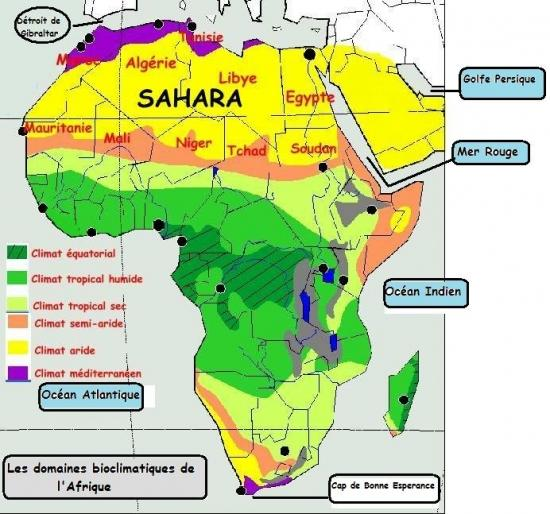 Détroit de
Gibraltar
Tunisie
Maroc
Algérie
Libye
Egypte
SAHARA
Golfe Persique
Mauritanie
Mali
Niger
Tchad
Soudan
Mer Rouge
Climat équatorial
Climat tropical humide
Climat tropical sec
Climat semi-aride
Climat aride
Climat méditerranéen
Océan Indien
Océan Atlantique
Les domaines bioclimatiques de
l'Afrique
Cap de Bonne Esperance